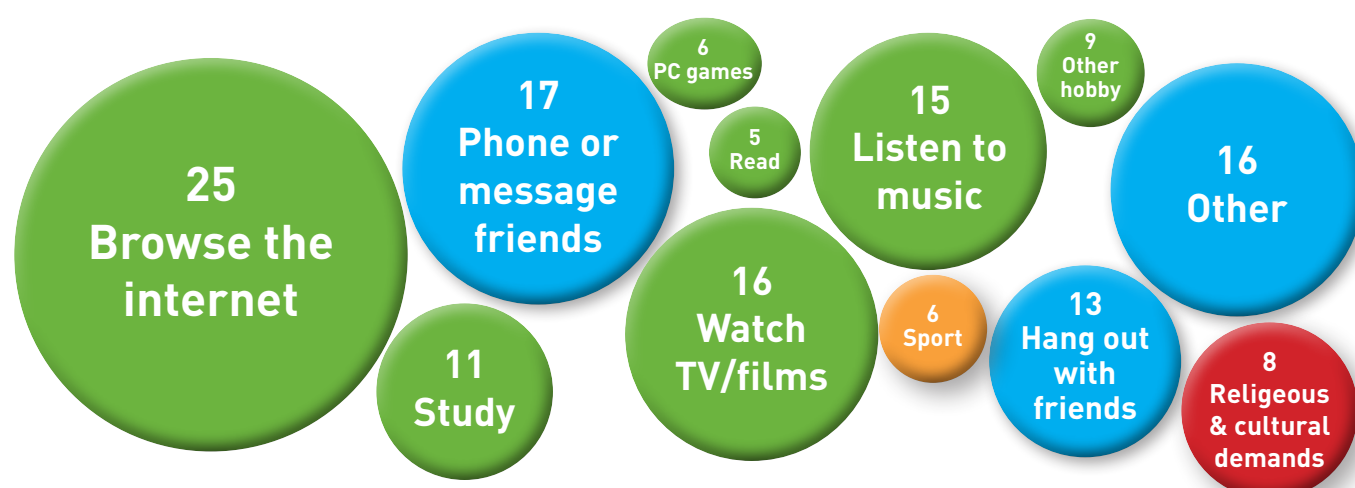 25
Browse the
internet
17
Phone or
message
friends
11
Study
6
PC games
5
Read
16
Watch
TV/films
15
Listen to
music
6
Sport
9
Other
hobby
13
Hang out
with
friends
16
Other
8
Religeous
& cultural
demands